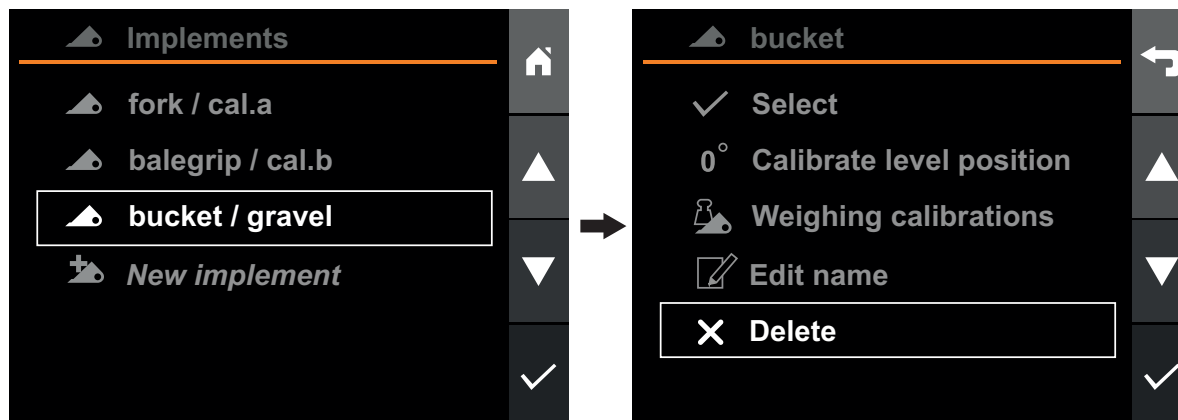 Implements
fork / cal.a
balegrip / cal.b
bucket / gravel
New implement
bucket
Select
0° Calibrate level position
Weighing calibrations
Edit name
Delete